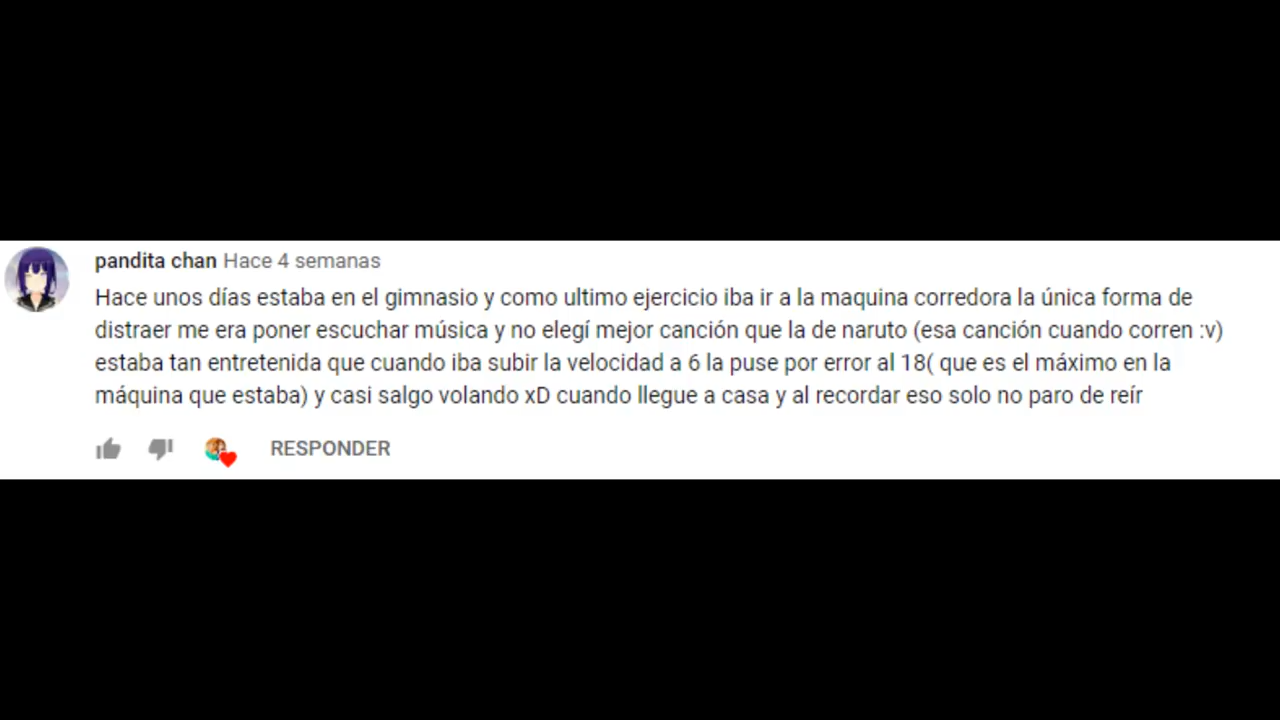 pandita chan Hace 4 semanas
Hace unos días estaba en el gimnasio y como ultimo ejercicio iba ir a la maquina corredora la única forma de
distraer me era poner escuchar música y no elegí mejor canción que la de naruto (esa canción cuando corren :v)
estaba tan entretenida que cuando iba subir la velocidad a 6 la puse por error al 18( que es el máximo en la
máquina que estaba) y casi salgo volando xD cuando llegue a casa y al recordar eso solo no paro de reír
RESPONDER